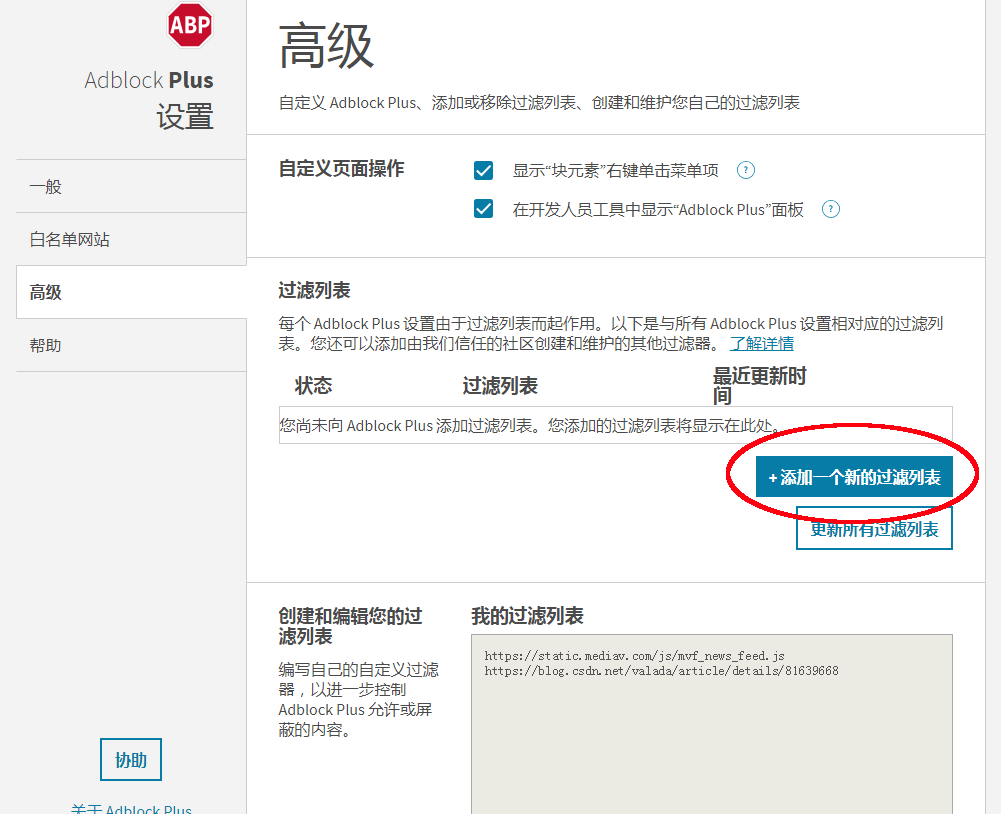 ABP
Adblock Plus
设置
一般
白名单网站
高级
帮助
协助
关于 Adblock Plus
高级
自定义 Adblock Plus、添加或移除过滤列表、创建和维护您自己的过滤列表
自定义页面操作
显示“块元素”右键单击菜单项 ?
在开发人员工具中显示“Adblock Plus”面板 ?
过滤列表
每个 Adblock Plus 设置由于过滤列表而起作用。以下是与所有 Adblock Plus 设置相对应的过滤列
表。您还可以添加由我们信任的社区创建和维护的其他过滤器。 了解详情
状态 过滤列表 最近更新时
间
您尚未向 Adblock Plus 添加过滤列表。您添加的过滤列表将显示在此处。
+ 添加一个新的过滤列表
更新所有过滤列表
创建和编辑您的过
滤列表
编写自己的自定义过滤
器，以进一步控制
Adblock Plus 允许或屏
蔽的内容。
我的过滤列表
https://static.mediav.com/js/mvf_news_feed.js
https://blog.csdn.net/valada/article/details/81639668